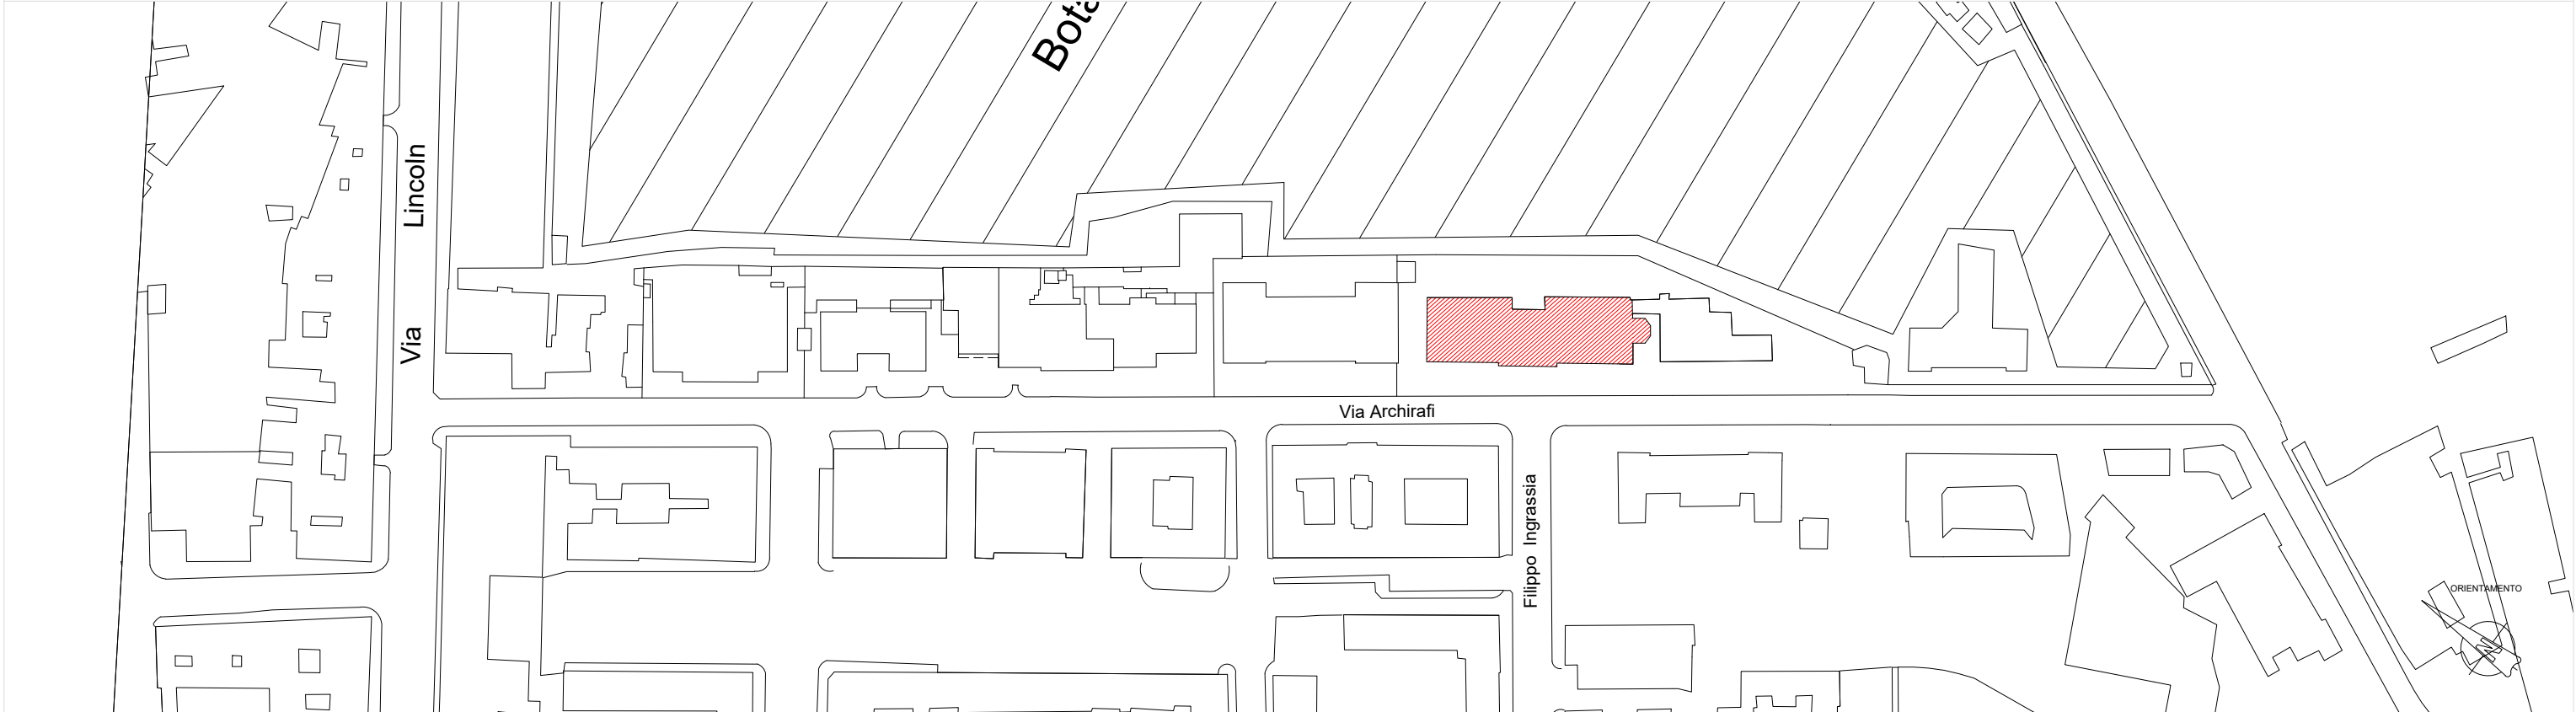 Bota
Via Lincoln
Via Archirafi
Filippo Ingrassia
ORIENTAMENTO